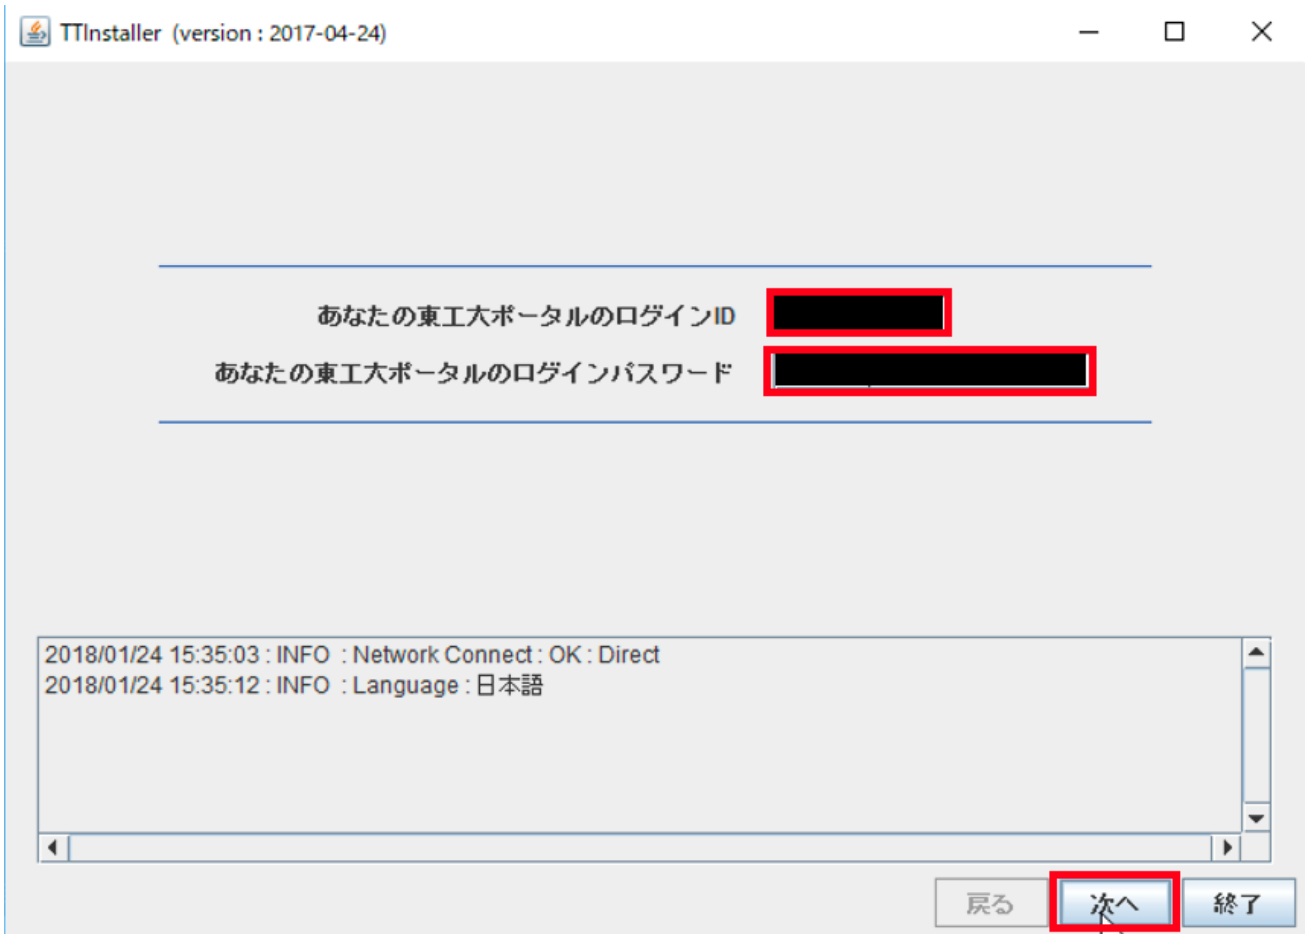 TTInstaller (version : 2017-04-24)
あなたの東工大ポータルのログインID
あなたの東工大ポータルのログインパスワード
2018/01/24 15:35:03 : INFO : Network Connect : OK : Direct
2018/01/24 15:35:12 : INFO : Language : 日本語
戻る 次へ 終了